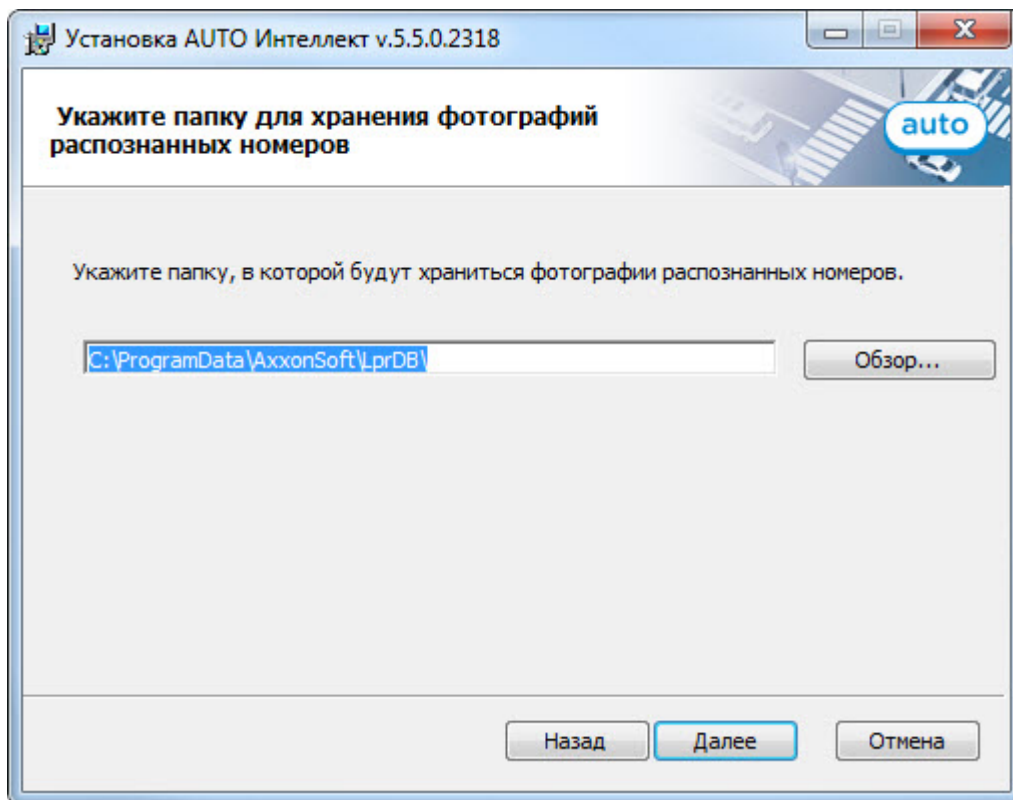 Установка AUTO Интеллект v.5.5.0.2318
Укажите папку для хранения фотографий
распознанных номеров
auto
Укажите папку, в которой будут храниться фотографии распознанных номеров.
C:\ProgramData\AxxonSoft\LprDB\
Обзор...
Назад
Далее
Отмена